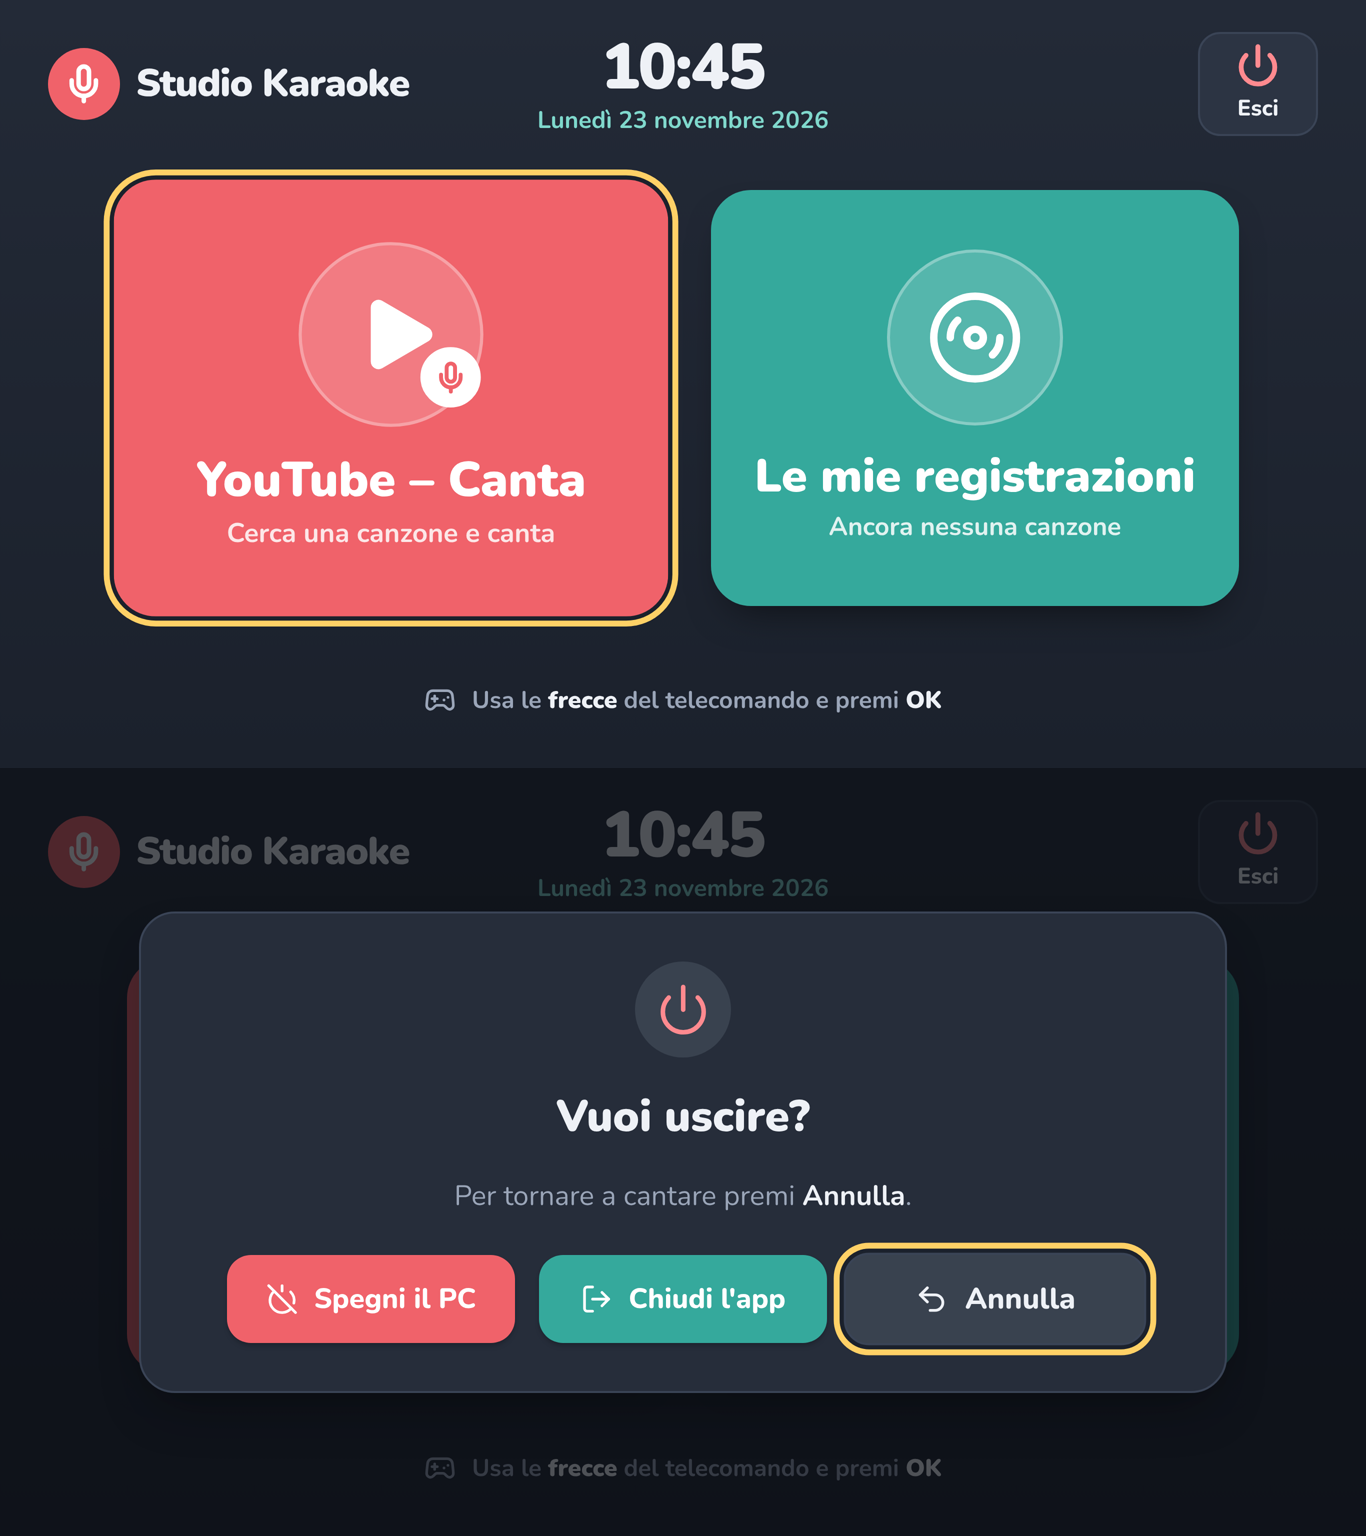 Studio Karaoke
10:45
Lunedì 23 novembre 2026
Esci
YouTube – Canta
Cerca una canzone e canta
Le mie registrazioni
Ancora nessuna canzone
Usa le frecce del telecomando e premi OK
Studio Karaoke
10:45
Lunedì 23 novembre 2026
Esci
Vuoi uscire?
Per tornare a cantare premi Annulla.
Spegni il PC
Chiudi l'app
Annulla
Usa le frecce del telecomando e premi OK